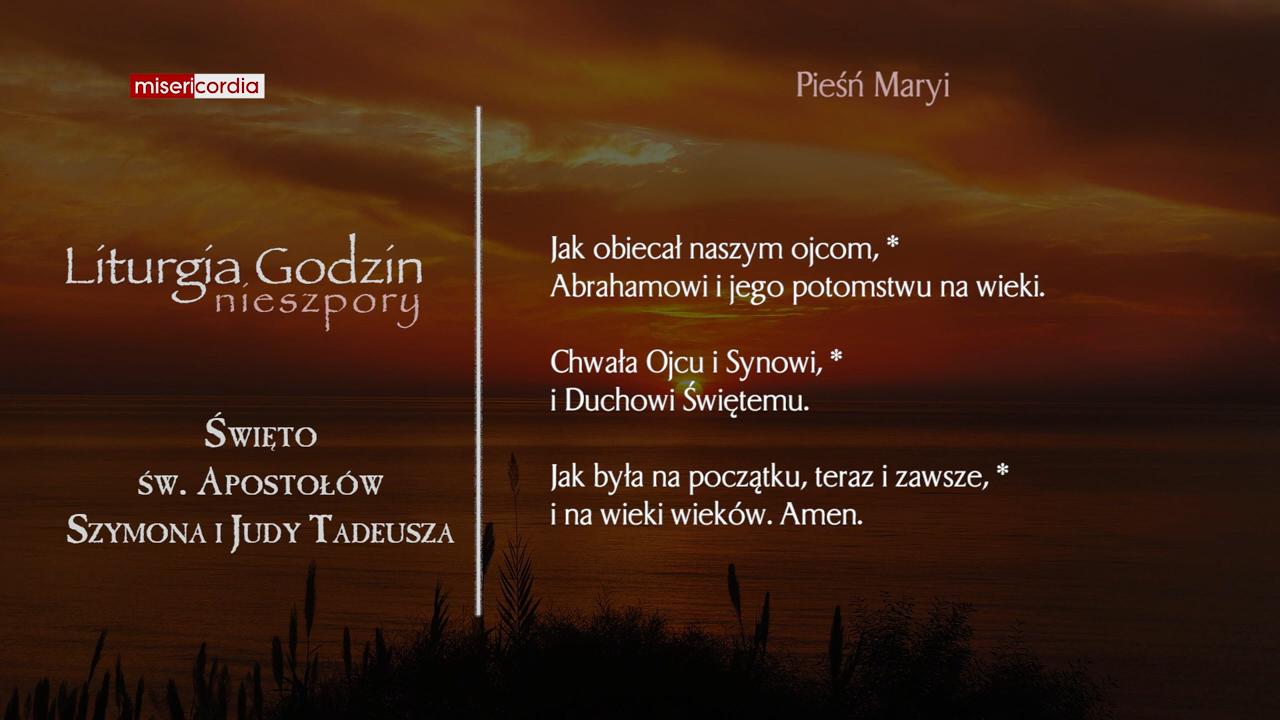 misericordia
Pieśń Maryi
Liturgia Godzin
nieszpory
Święto
św. Apostołów
Szymona i Judy Tadeusza
Jak obiecał naszym ojcom, *
Abrahamowi i jego potomstwu na wieki.
Chwała Ojcu i Synowi, *
i Duchowi Świętemu.
Jak była na początku, teraz i zawsze, *
i na wieki wieków. Amen.